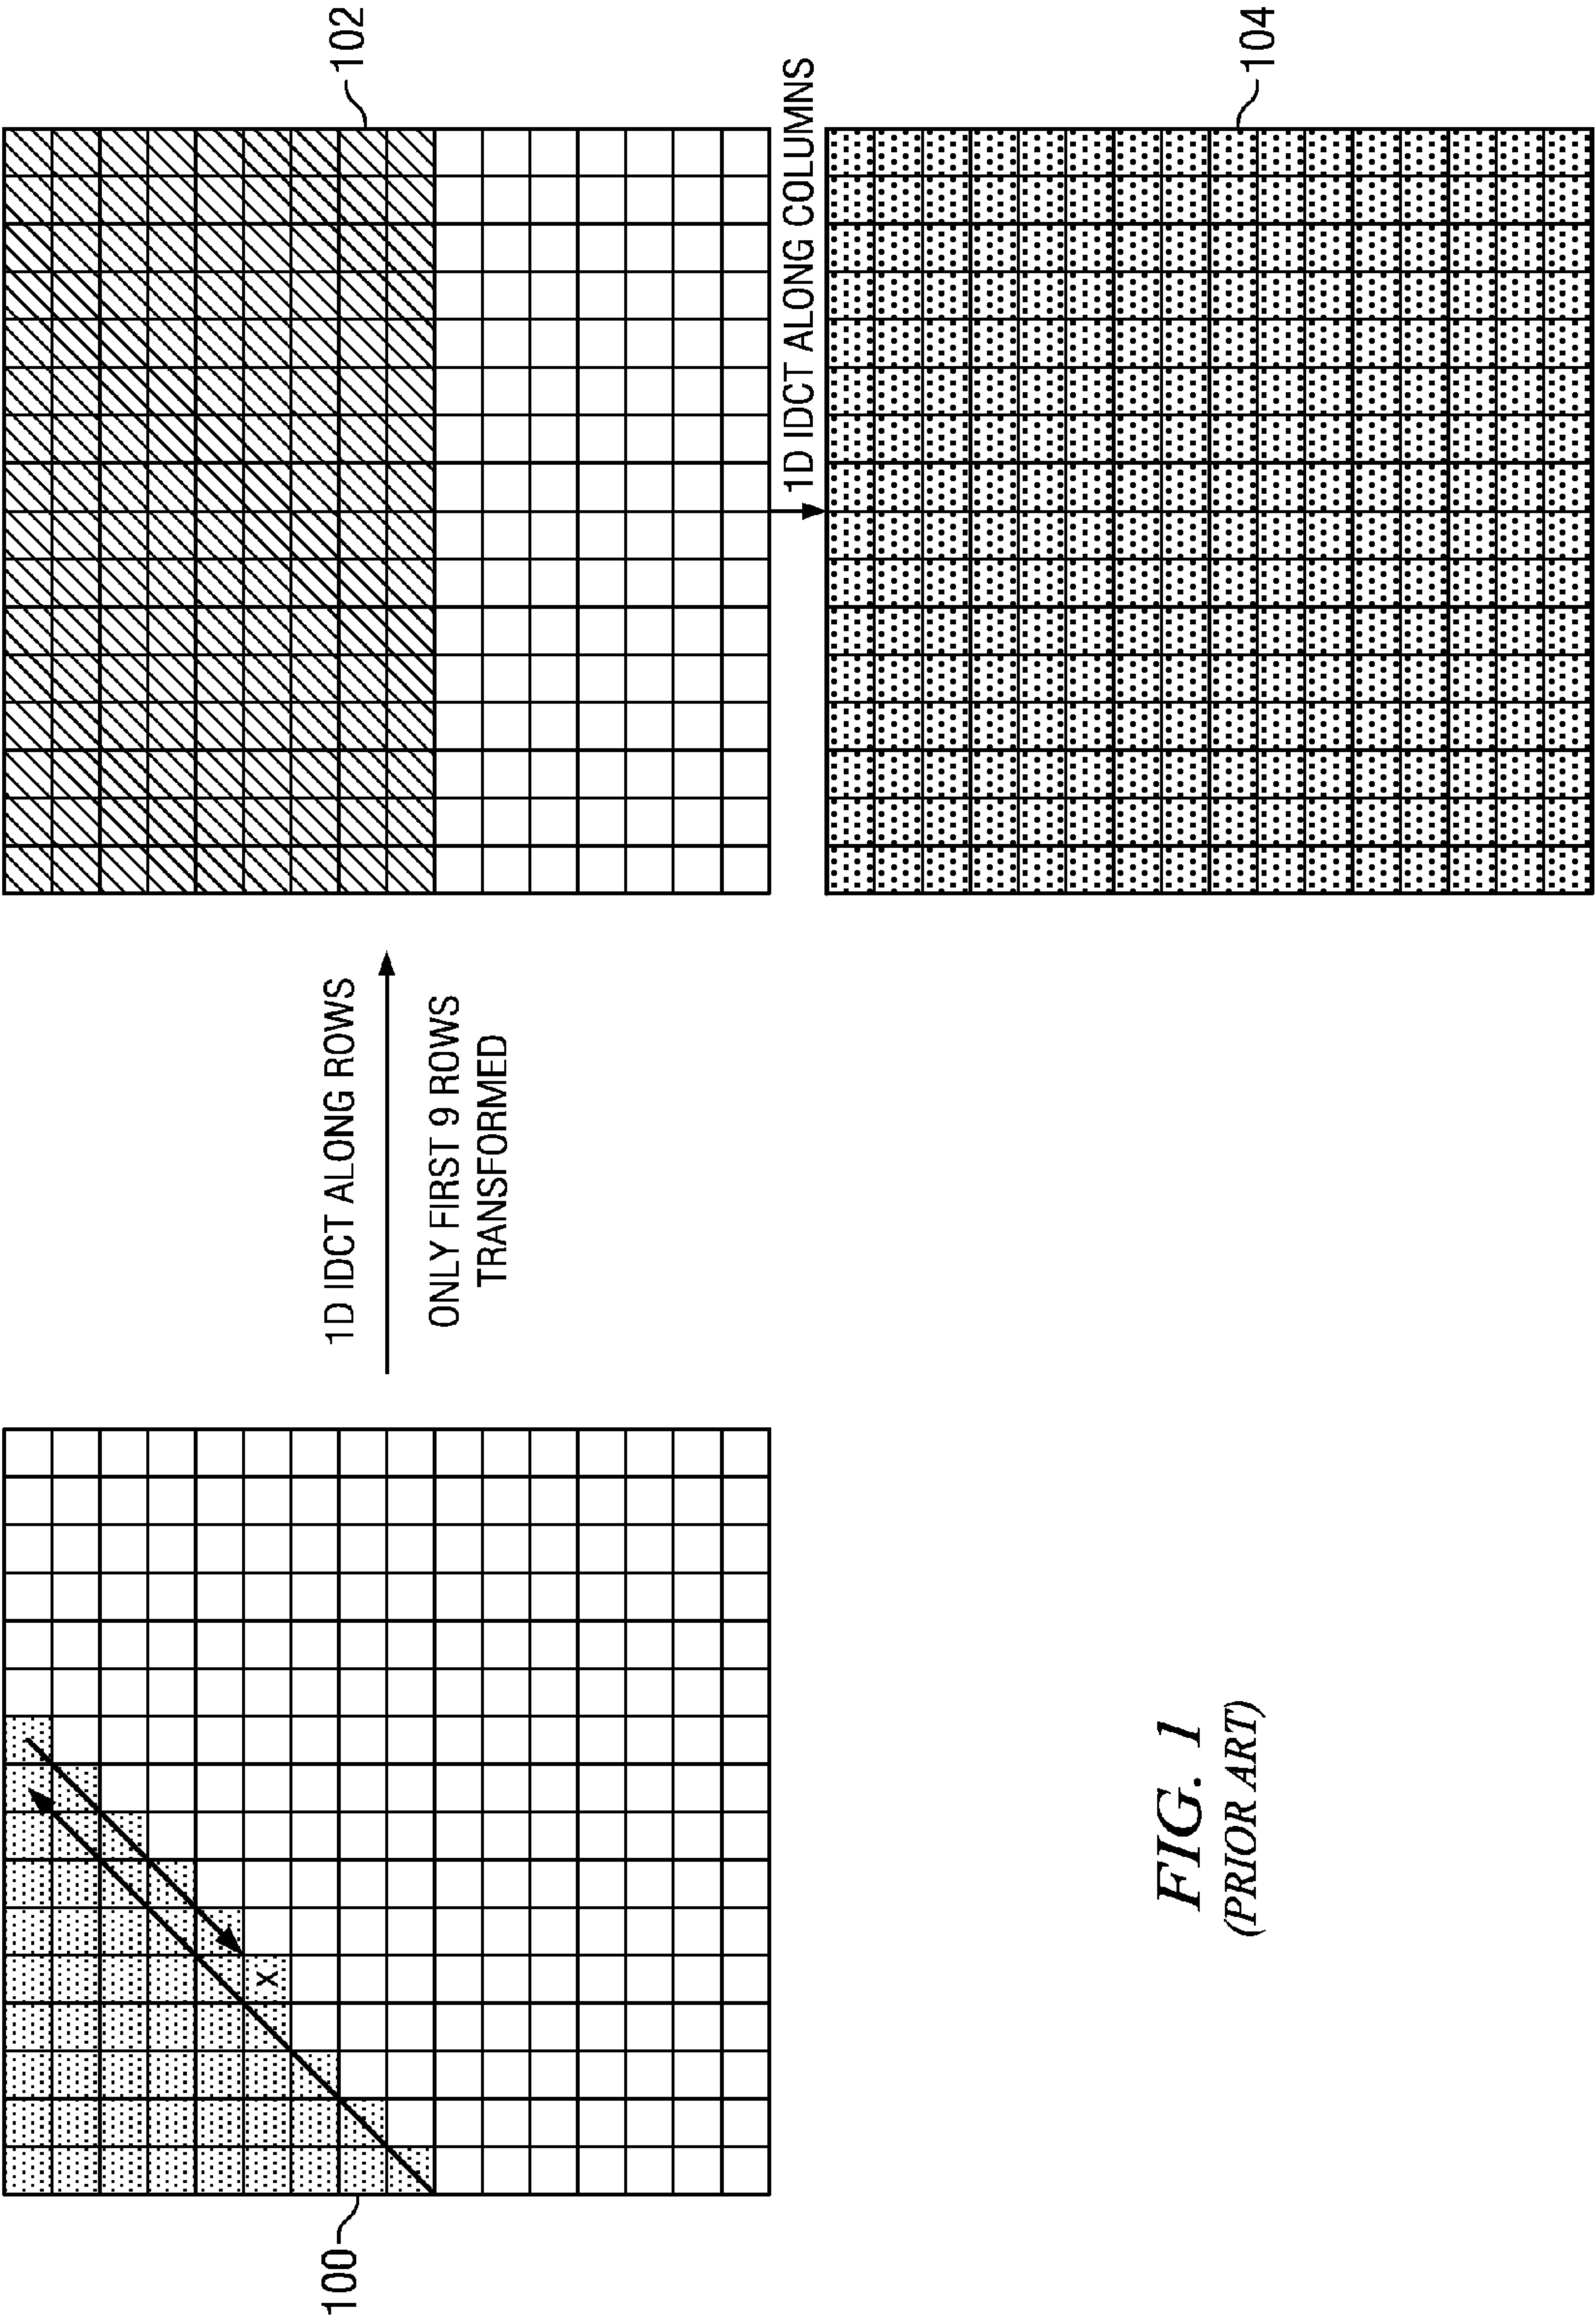 100
x
1D IDCT ALONG ROWS
ONLY FIRST 9 ROWS
TRANSFORMED
102
1D IDCT ALONG COLUMNS
104
FIG. 1
(PRIOR ART)